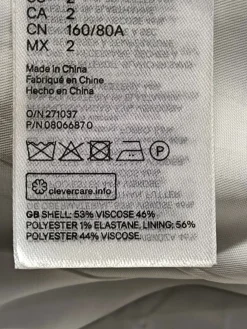 CA 2
CN 160/80A
MX 2
Made in China
Fabriqué en Chine
Hecho en China
O/N 271037
P/N 08066870
P
clevercare.info
GB SHELL: 53% VISCOSE 46%
POLYESTER 1% ELASTANE, LINING: 56%
POLYESTER 44% VISCOSE